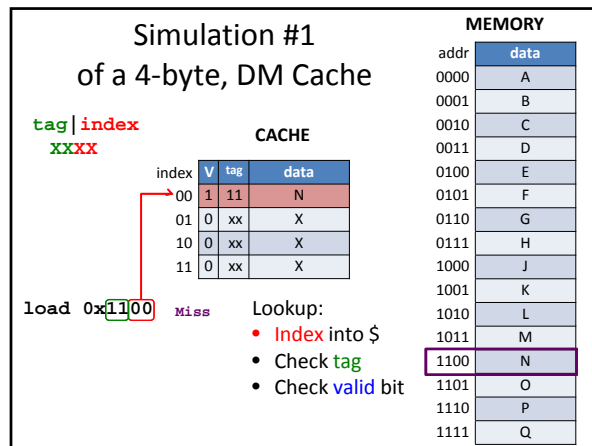 Simulation #1
of a 4-byte, DM Cache
tag|index
XXXX
CACHE
index V tag data
00 1 11 N
01 0 xx X
10 0 xx X
11 0 xx X
load 0x1100 Miss
Lookup:
• Index into $
• Check tag
• Check valid bit
MEMORY
addr data
0000 A
0001 B
0010 C
0011 D
0100 E
0101 F
0110 G
0111 H
1000 J
1001 K
1010 L
1011 M
1100 N
1101 O
1110 P
1111 Q